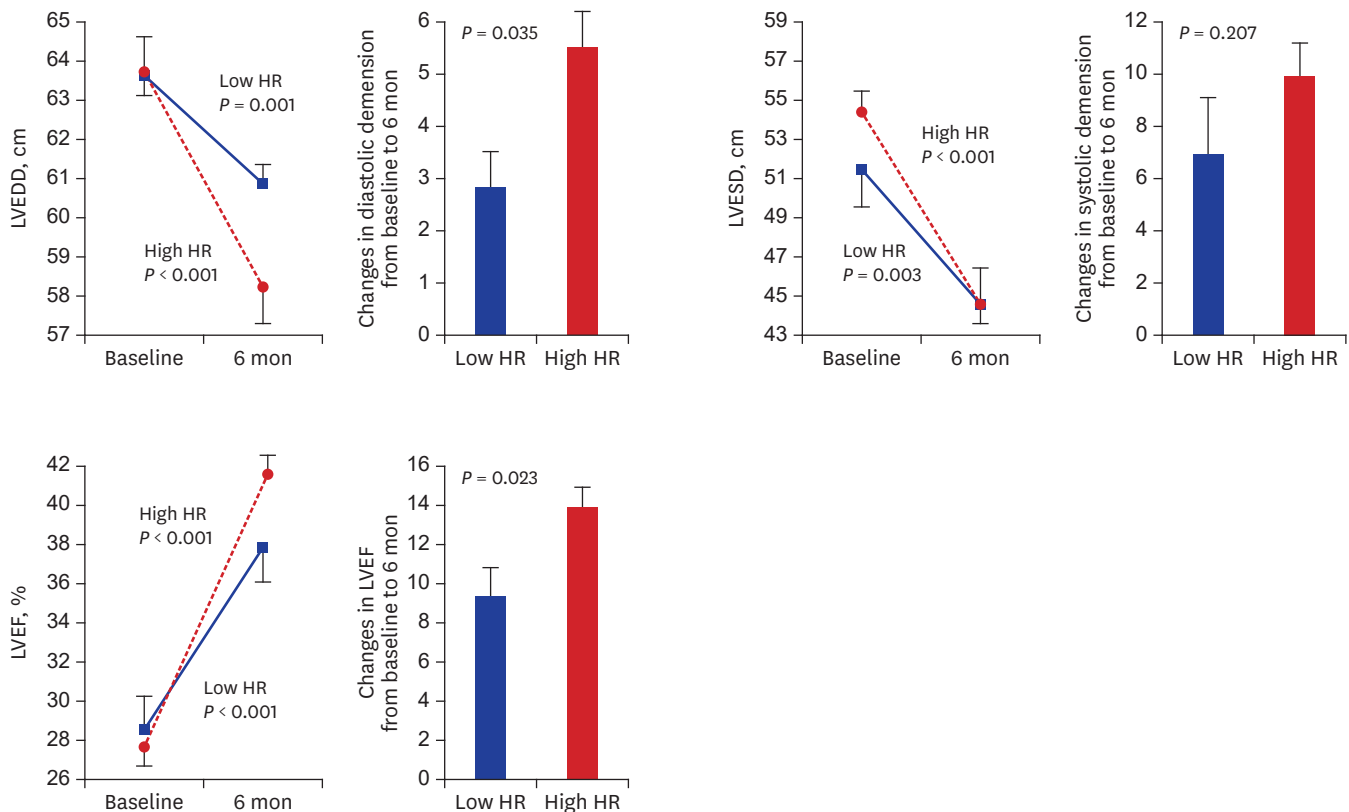 LVEDD, cm
65
64
63
62
61
60
59
58
57
Low HR
P = 0.001
High HR
P < 0.001
Baseline
6 mon
Changes in diastolic demension
from baseline to 6 mon
6
5
4
3
2
1
0
P = 0.035
Low HR
High HR
LVESD, cm
59
57
55
53
51
49
47
45
43
High HR
P < 0.001
Low HR
P = 0.003
Baseline
6 mon
Changes in systolic demension
from baseline to 6 mon
12
10
8
6
4
2
0
P = 0.207
Low HR
High HR
LVEF, %
42
40
38
36
34
32
30
28
26
High HR
P < 0.001
Low HR
P < 0.001
Baseline
6 mon
Changes in LVEF
from baseline to 6 mon
16
14
12
10
8
6
4
2
0
P = 0.023
Low HR
High HR